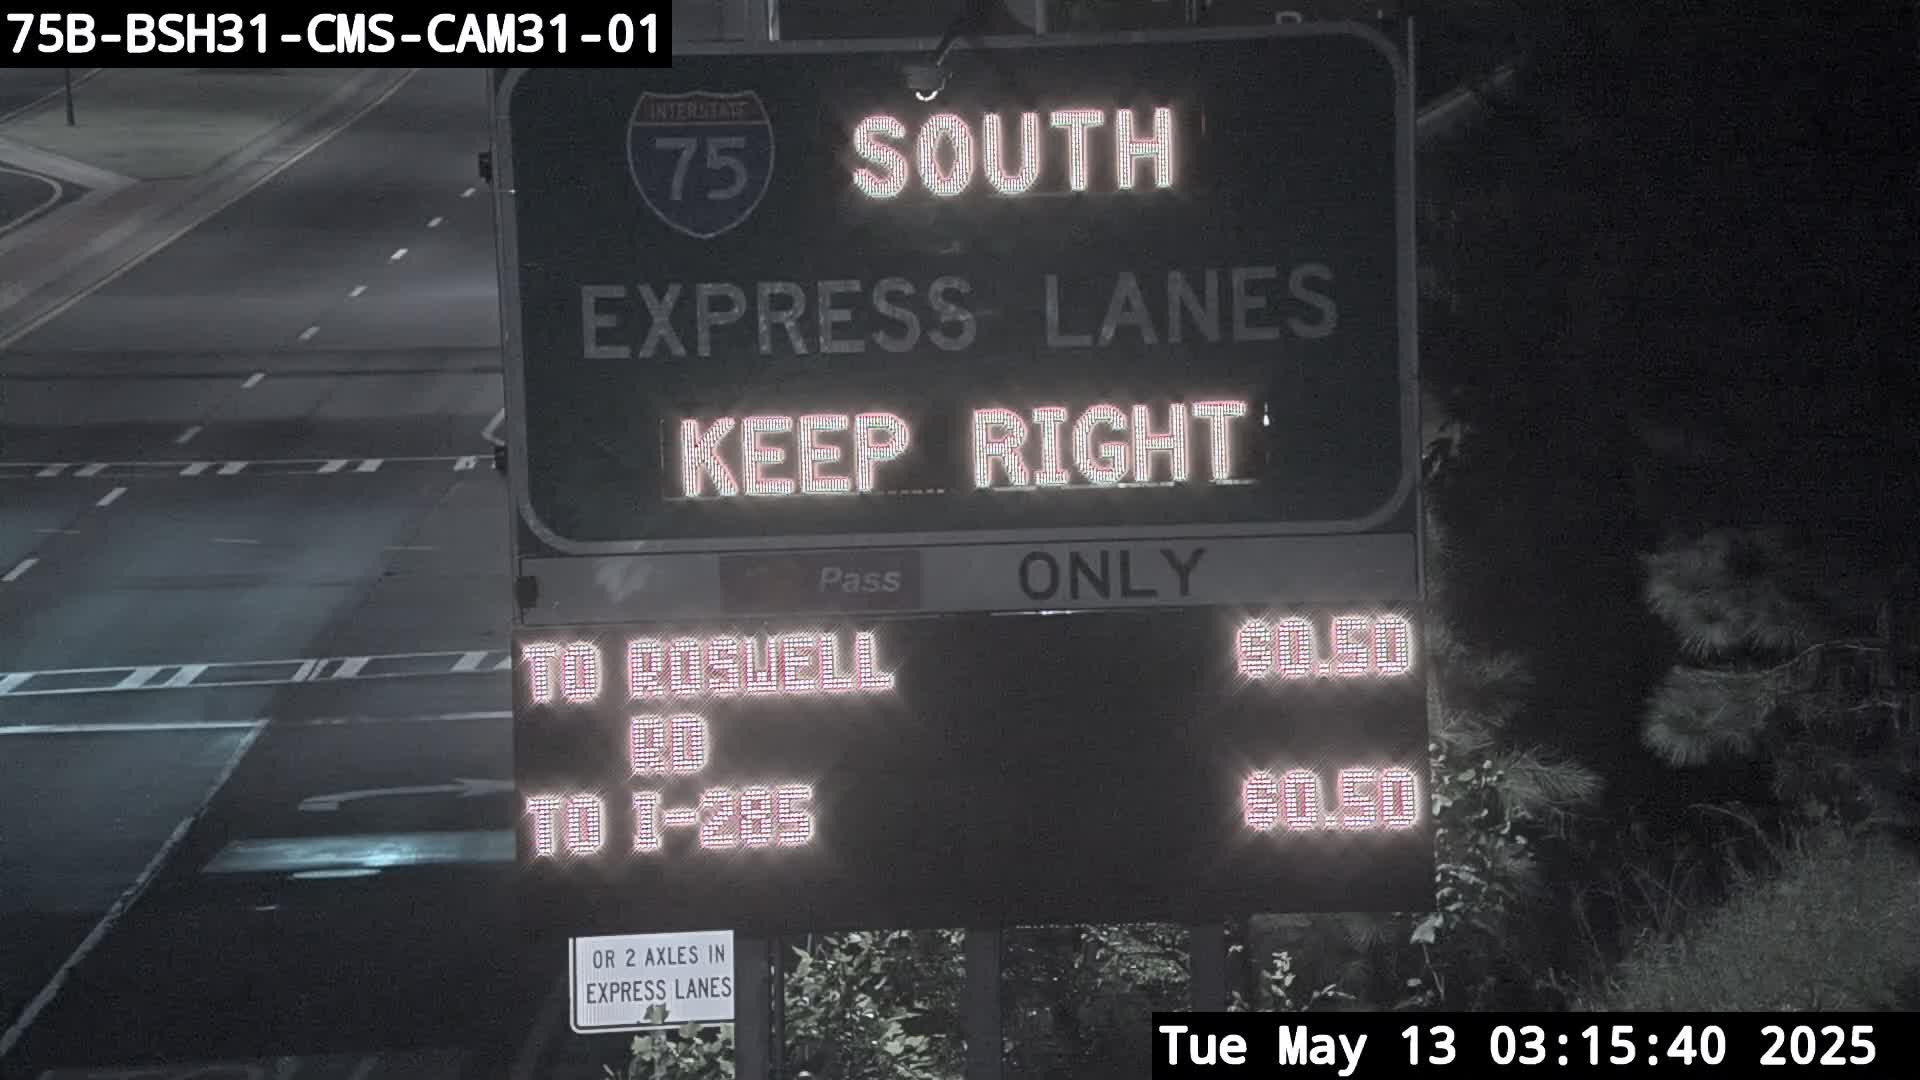 75B-BSH31-CMS-CAM31-01
INTERSTATE
75
SOUTH
EXPRESS LANES
KEEP RIGHT
Pass ONLY
TO ROSWELL $0.50
RD
TO I-285 $0.50
OR 2 AXLES IN
EXPRESS LANES
Tue May 13 03:15:40 2025